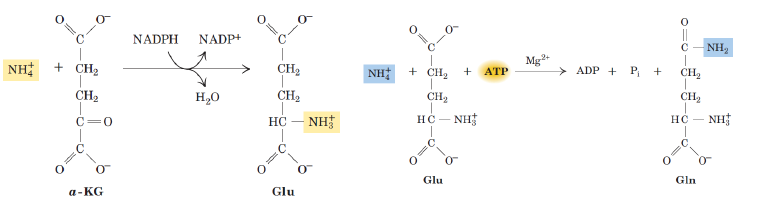 O O⁻
C
NH₄⁺ + CH₂
CH₂
C=O
C
O O⁻
α-KG
NADPH NADP⁺
H₂O
O O⁻
C
CH₂
CH₂
HC — NH₃⁺
C
O O⁻
Glu
O O⁻
C
NH₄⁺ + CH₂ + ATP
CH₂
HC — NH₃⁺
C
O O⁻
Glu
Mg²⁺
ADP + Pᵢ +
O
C — NH₂
CH₂
CH₂
HC — NH₃⁺
C
O O⁻
Gln